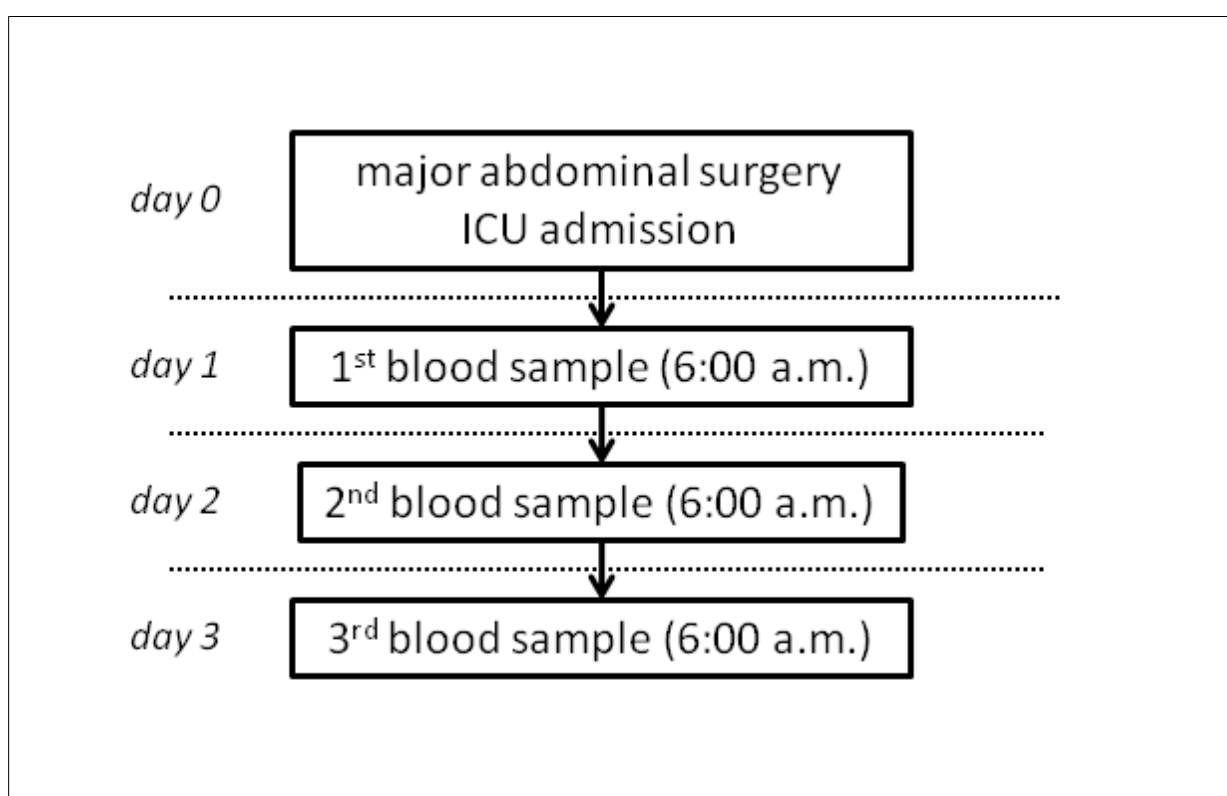 day 0
major abdominal surgery
ICU admission
day 1
1st blood sample (6:00 a.m.)
day 2
2nd blood sample (6:00 a.m.)
day 3
3rd blood sample (6:00 a.m.)